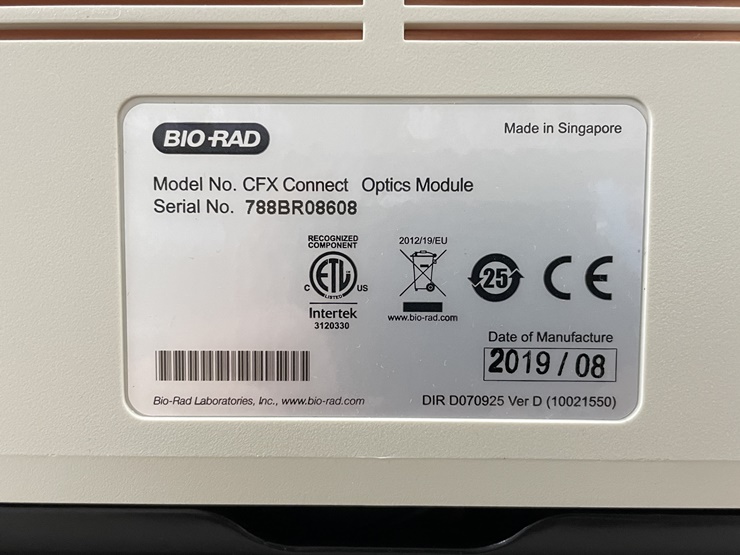 BIO-RAD
Made in Singapore
Model No. CFX Connect Optics Module
Serial No. 788BR08608
RECOGNIZED
COMPONENT
C ETL US
LISTED
Intertek
3120330
2012/19/EU
www.bio-rad.com
25
CE
Date of Manufacture
2019 / 08
Bio-Rad Laboratories, Inc., www.bio-rad.com
DIR D070925 Ver D (10021550)